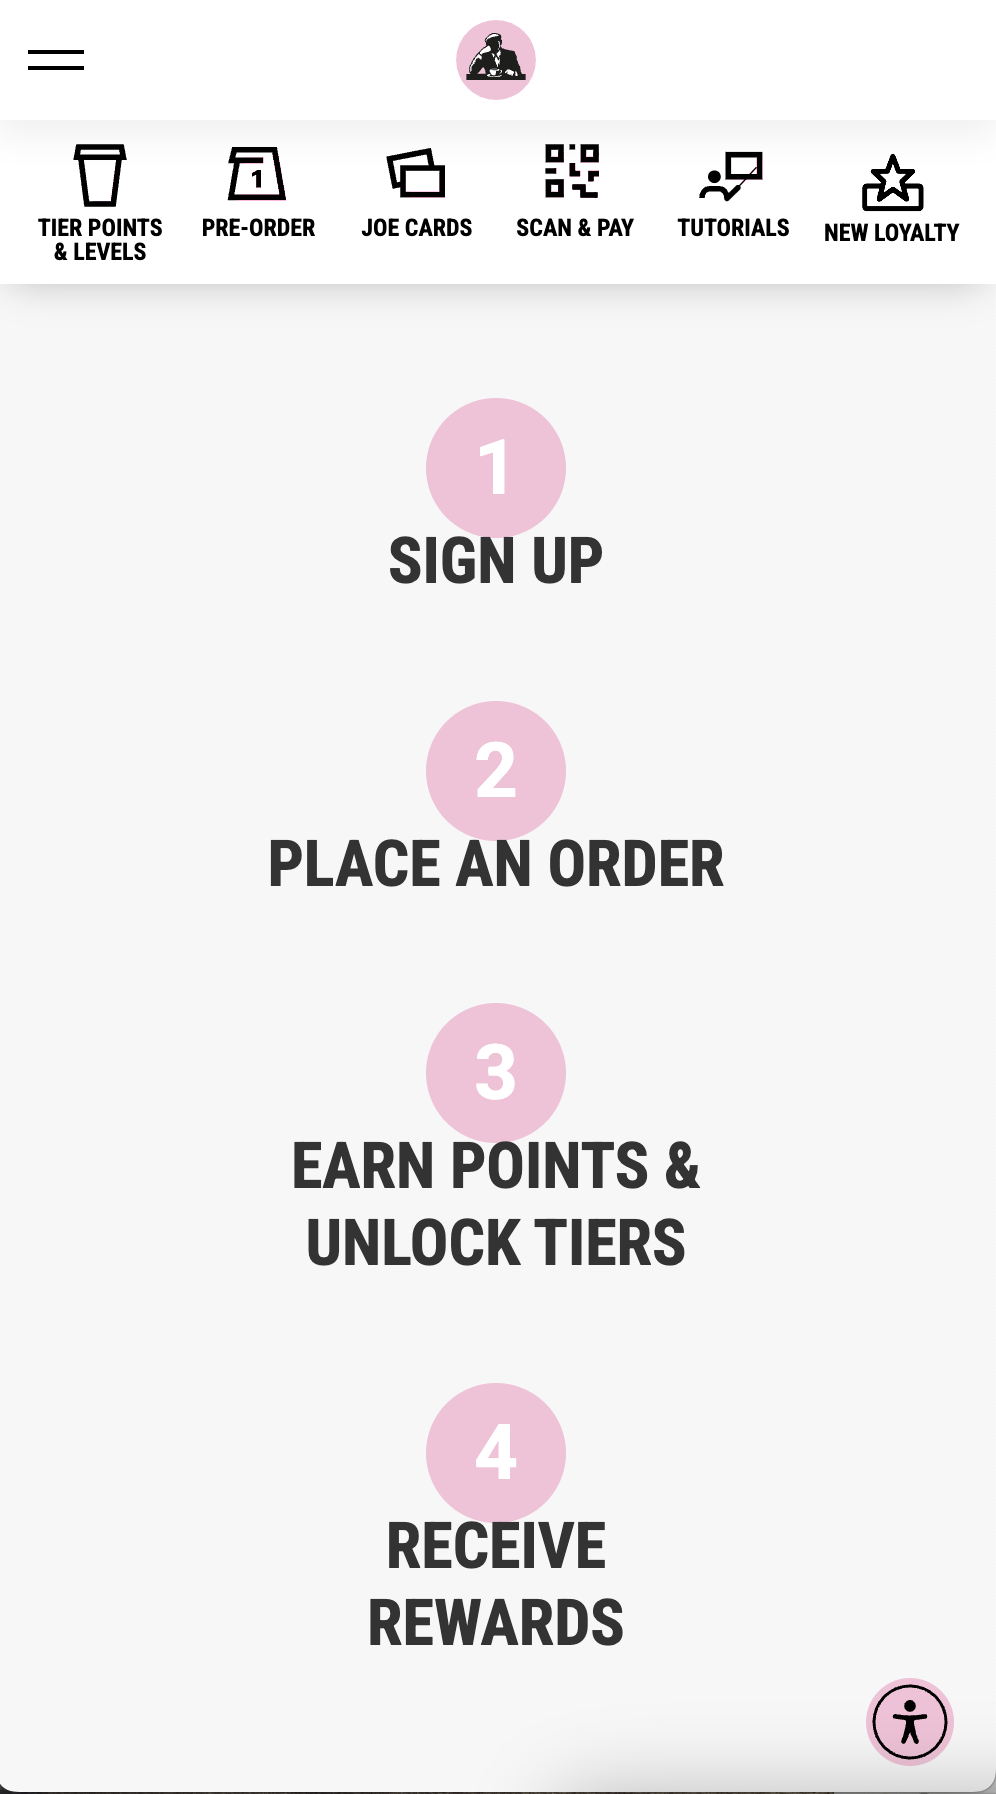 TIER POINTS
& LEVELS
1
PRE-ORDER
JOE CARDS
SCAN & PAY
TUTORIALS
NEW LOYALTY
1
SIGN UP
2
PLACE AN ORDER
3
EARN POINTS &
UNLOCK TIERS
4
RECEIVE
REWARDS